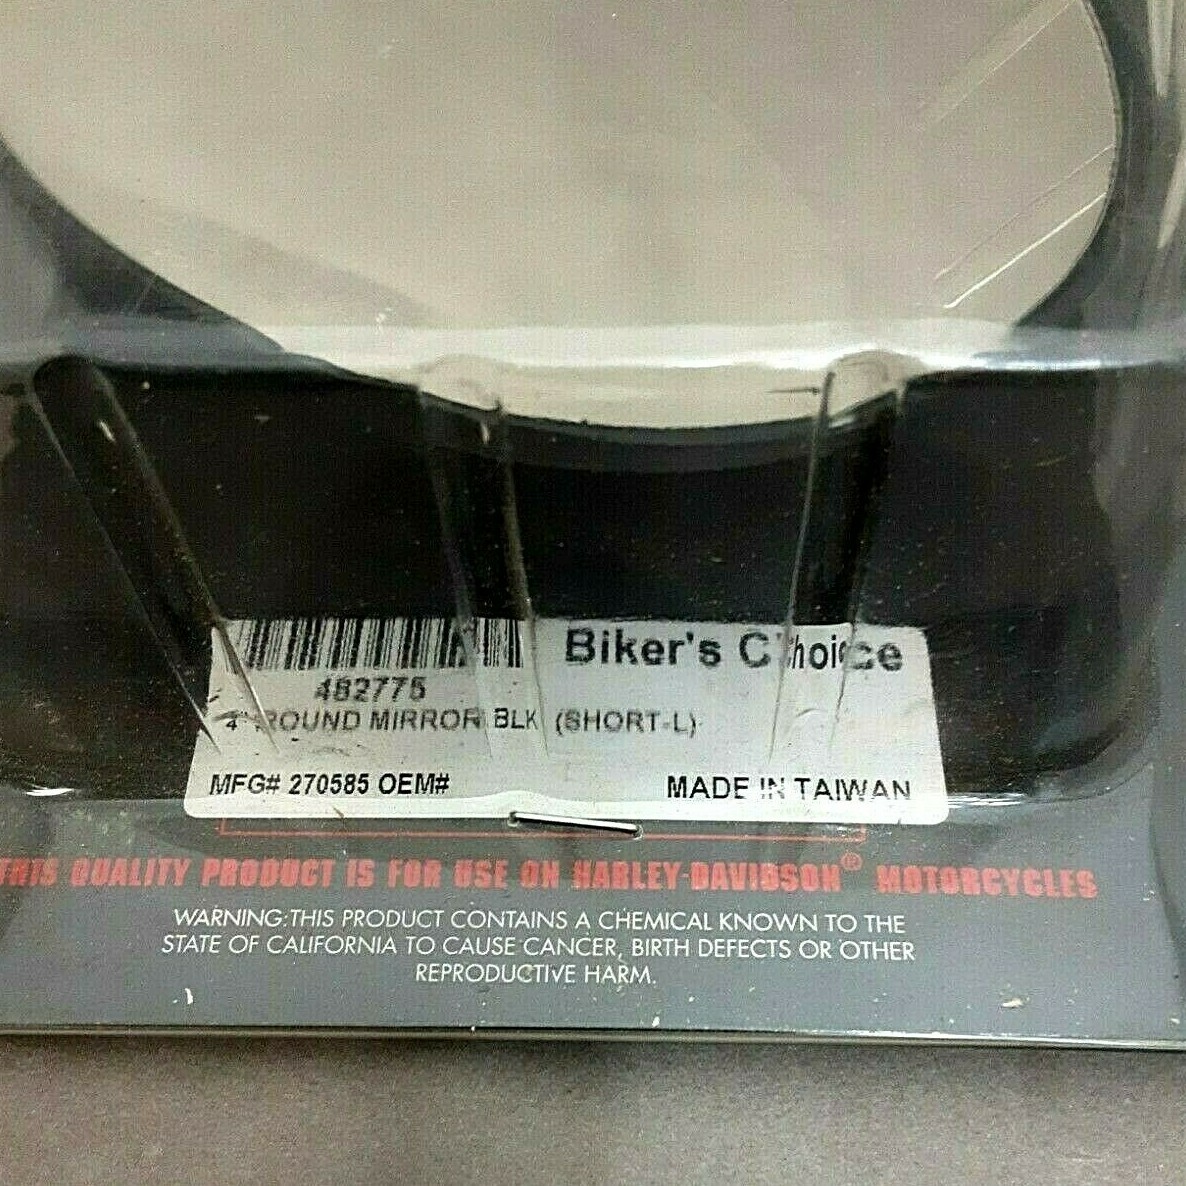 Biker's Choice
482775
4" ROUND MIRROR BLK (SHORT-L)
MFG# 270585 OEM# MADE IN TAIWAN
THIS QUALITY PRODUCT IS FOR USE ON HARLEY-DAVIDSON® MOTORCYCLES
WARNING:THIS PRODUCT CONTAINS A CHEMICAL KNOWN TO THE
STATE OF CALIFORNIA TO CAUSE CANCER, BIRTH DEFECTS OR OTHER
REPRODUCTIVE HARM.